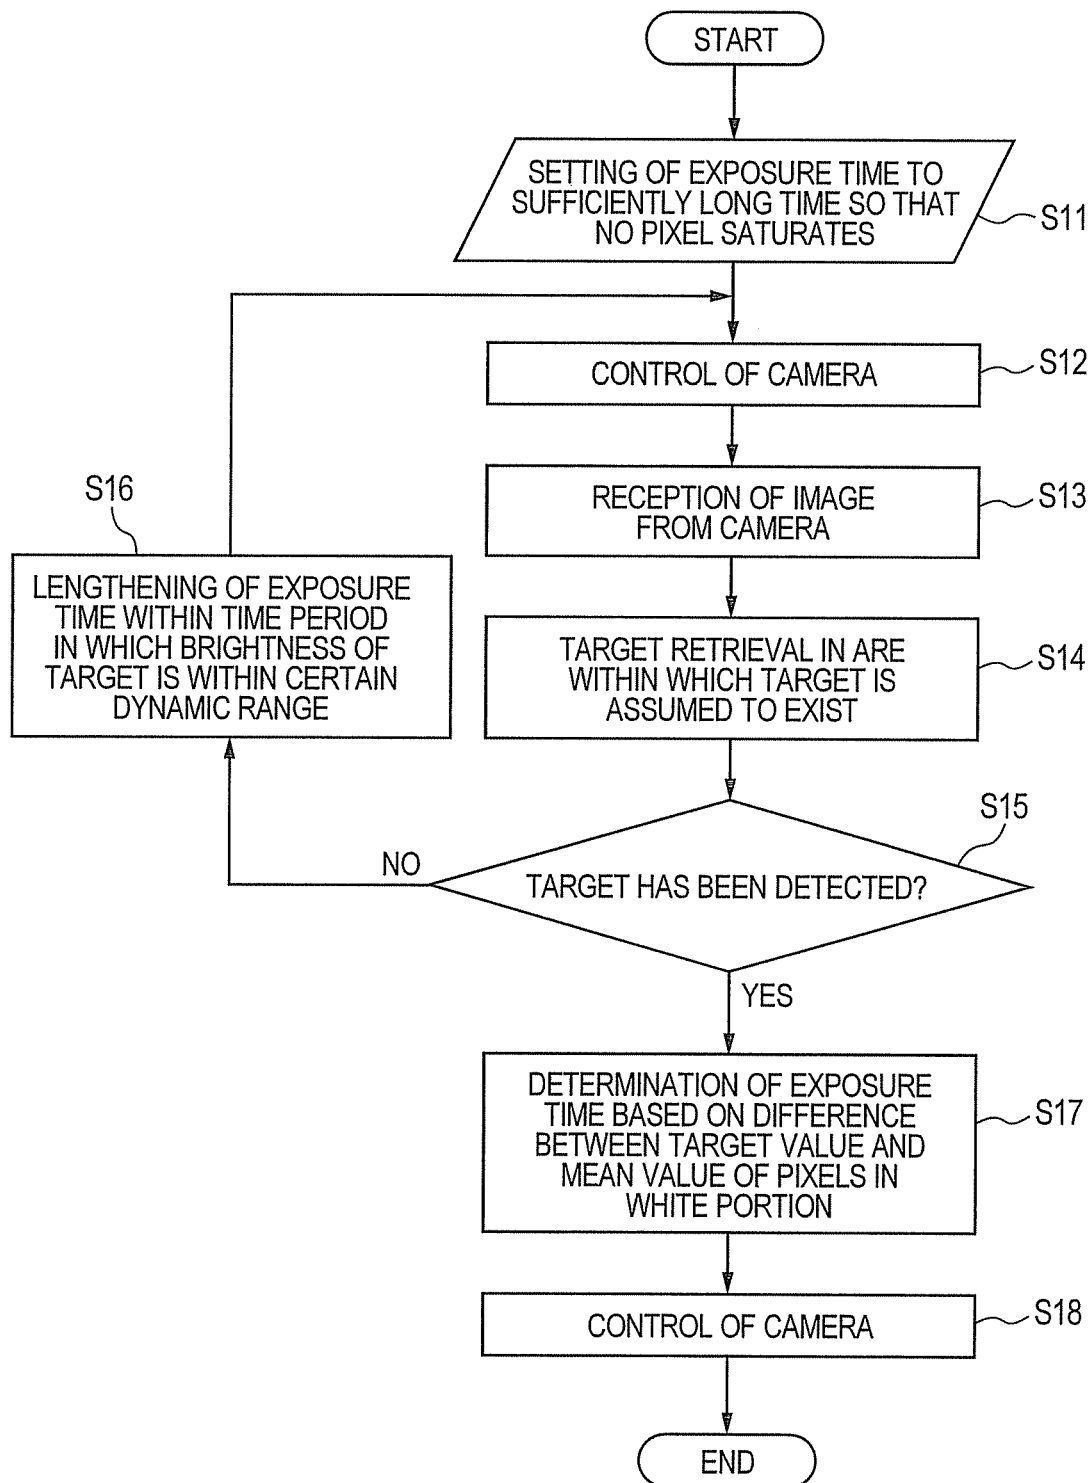 START
SETTING OF EXPOSURE TIME TO
SUFFICIENTLY LONG TIME SO THAT
NO PIXEL SATURATES
S11
CONTROL OF CAMERA
S12
RECEPTION OF IMAGE
FROM CAMERA
S13
S16
LENGTHENING OF EXPOSURE
TIME WITHIN TIME PERIOD
IN WHICH BRIGHTNESS OF
TARGET IS WITHIN CERTAIN
DYNAMIC RANGE
TARGET RETRIEVAL IN ARE
WITHIN WHICH TARGET IS
ASSUMED TO EXIST
S14
S15
NO
TARGET HAS BEEN DETECTED?
YES
DETERMINATION OF EXPOSURE
TIME BASED ON DIFFERENCE
BETWEEN TARGET VALUE AND
MEAN VALUE OF PIXELS IN
WHITE PORTION
S17
CONTROL OF CAMERA
S18
END